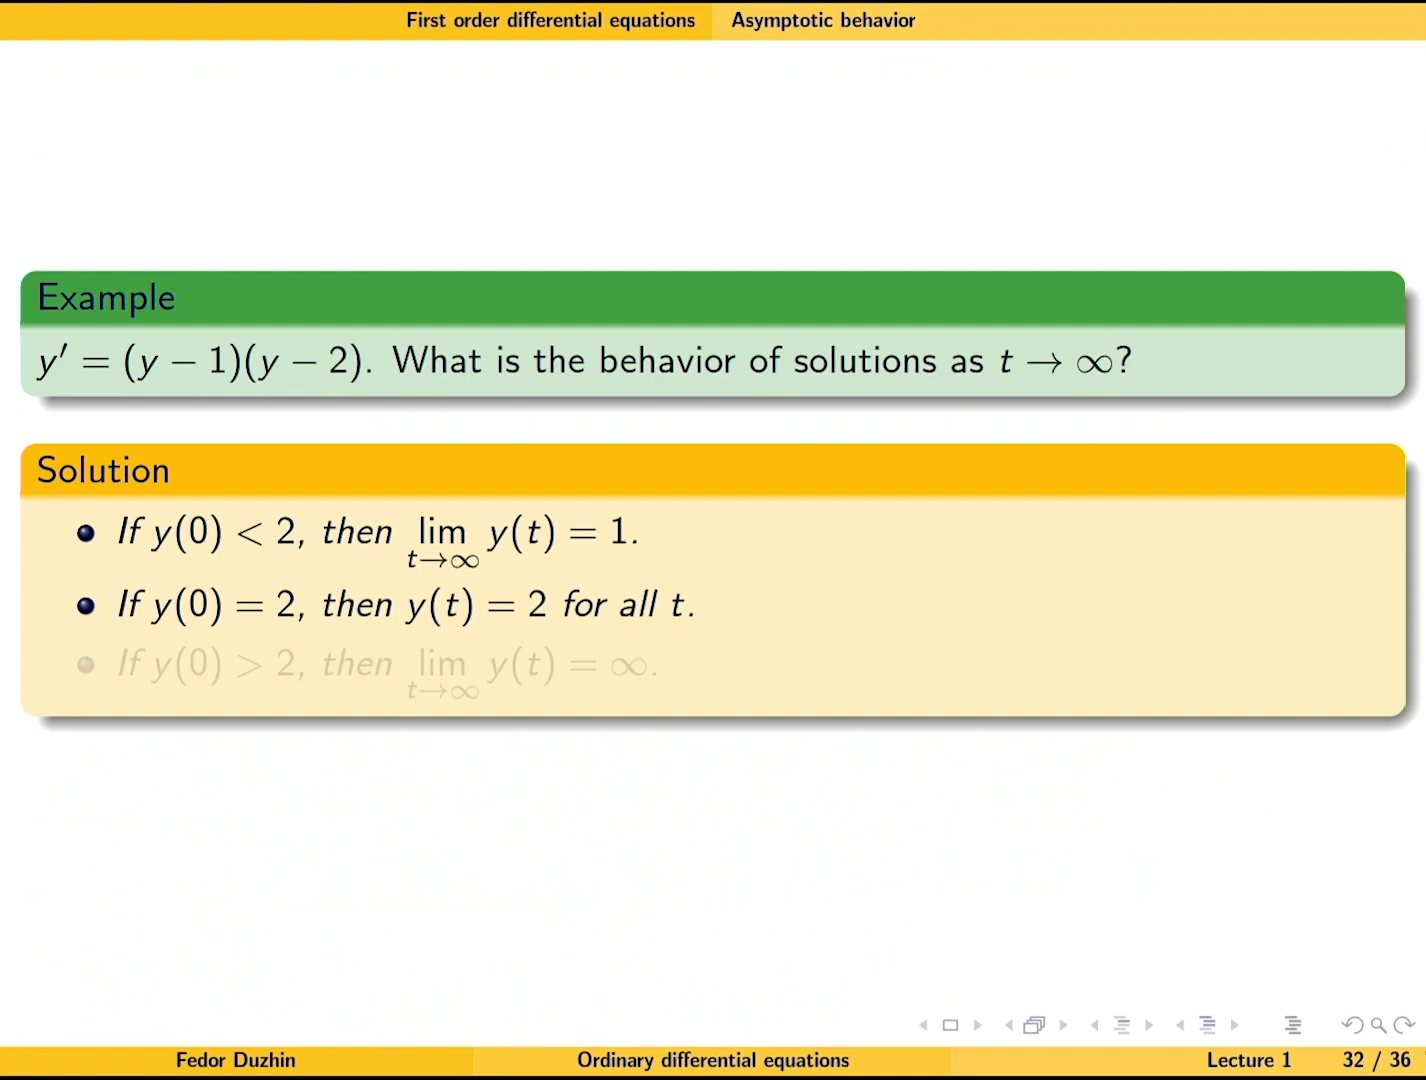 First order differential equations Asymptotic behavior
Example
y′ = (y − 1)(y − 2). What is the behavior of solutions as t → ∞?
Solution
If y(0) < 2, then lim y(t) = 1.
t→∞
If y(0) = 2, then y(t) = 2 for all t.
If y(0) > 2, then lim y(t) = ∞.
t→∞
Fedor Duzhin Ordinary differential equations Lecture 1 32 / 36